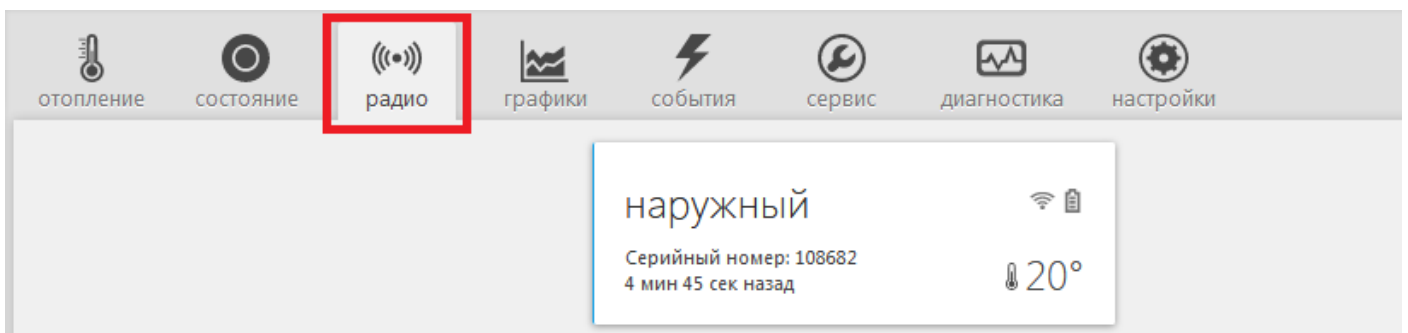 отопление состояние радио графики события сервис диагностика настройки
наружный
Серийный номер: 108682
4 мин 45 сек назад
20°